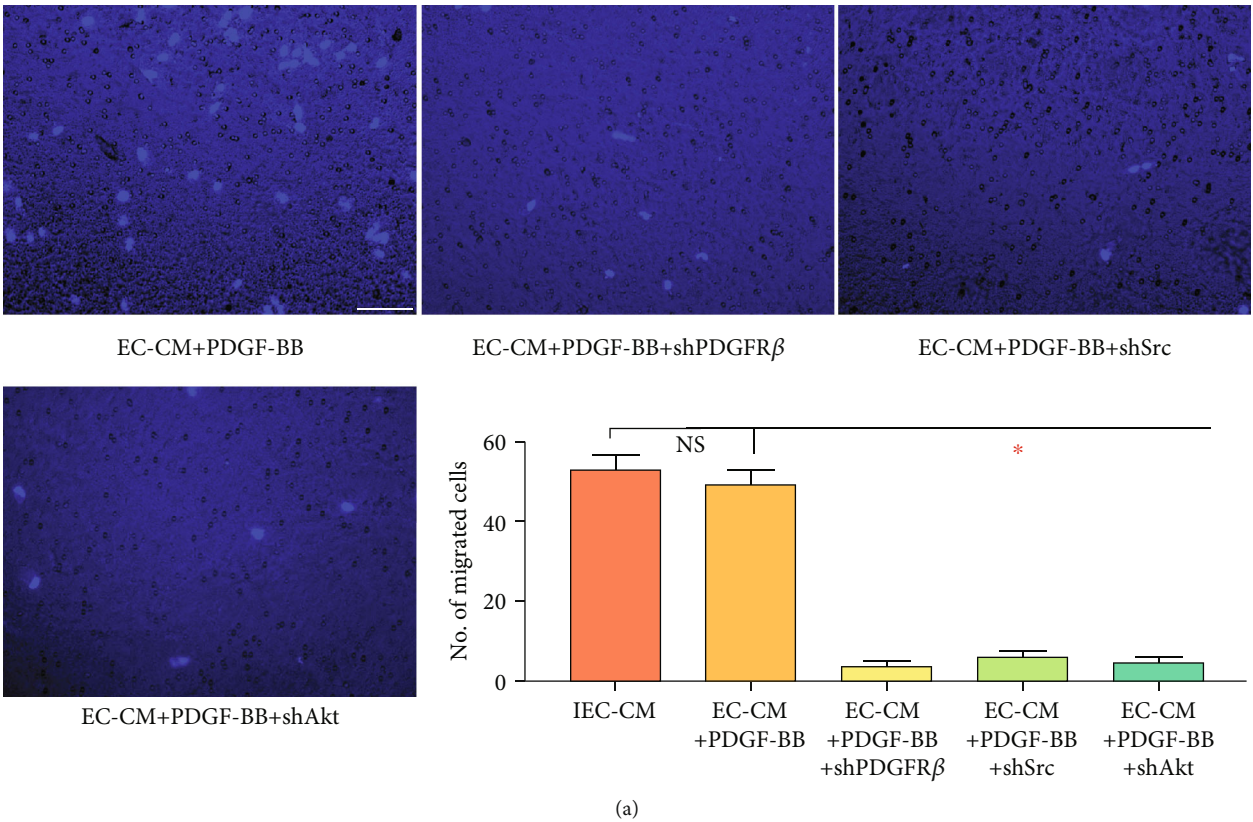 EC-CM+PDGF-BB
EC-CM+PDGF-BB+shPDGFRβ
EC-CM+PDGF-BB+shSrc
EC-CM+PDGF-BB+shAkt
No. of migrated cells
60
40
20
0
NS
*
IEC-CM
EC-CM
+PDGF-BB
EC-CM
+PDGF-BB
+shPDGFRβ
EC-CM
+PDGF-BB
+shSrc
EC-CM
+PDGF-BB
+shAkt
(a)